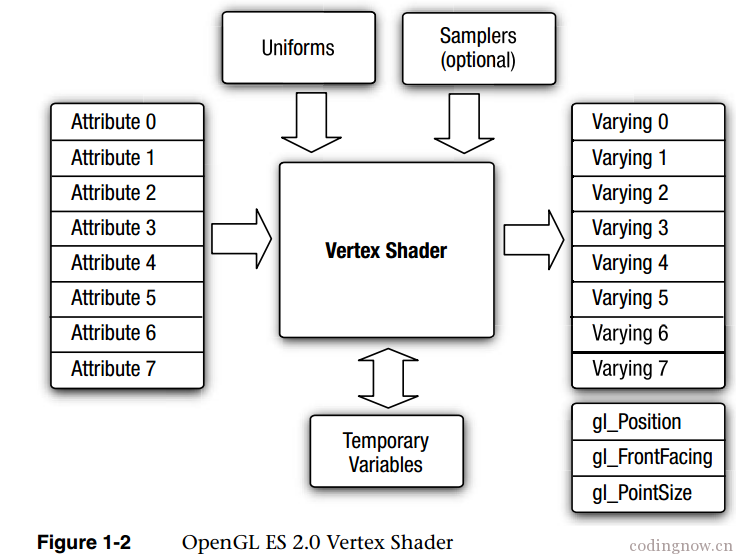 Uniforms
Samplers
(optional)
Attribute 0
Attribute 1
Attribute 2
Attribute 3
Attribute 4
Attribute 5
Attribute 6
Attribute 7
Vertex Shader
Varying 0
Varying 1
Varying 2
Varying 3
Varying 4
Varying 5
Varying 6
Varying 7
Temporary
Variables
gl_Position
gl_FrontFacing
gl_PointSize
Figure 1-2 OpenGL ES 2.0 Vertex Shader
codingnow.cn